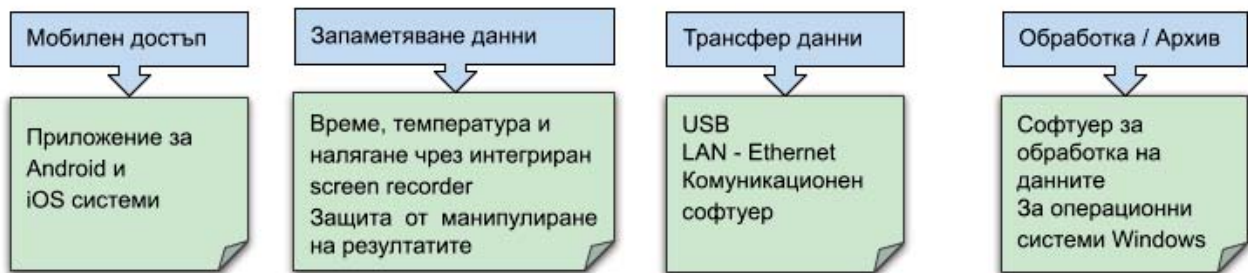 Мобилен достъп
Приложение за
Android и
iOS системи
Запаметяване данни
Време, температура и
налягане чрез интегриран
screen recorder
Защита от манипулиране
на резултатите
Трансфер данни
USB
LAN - Ethernet
Комуникационен
софтуер
Обработка / Архив
Софтуер за
обработка на
данните
За операционни
системи Windows